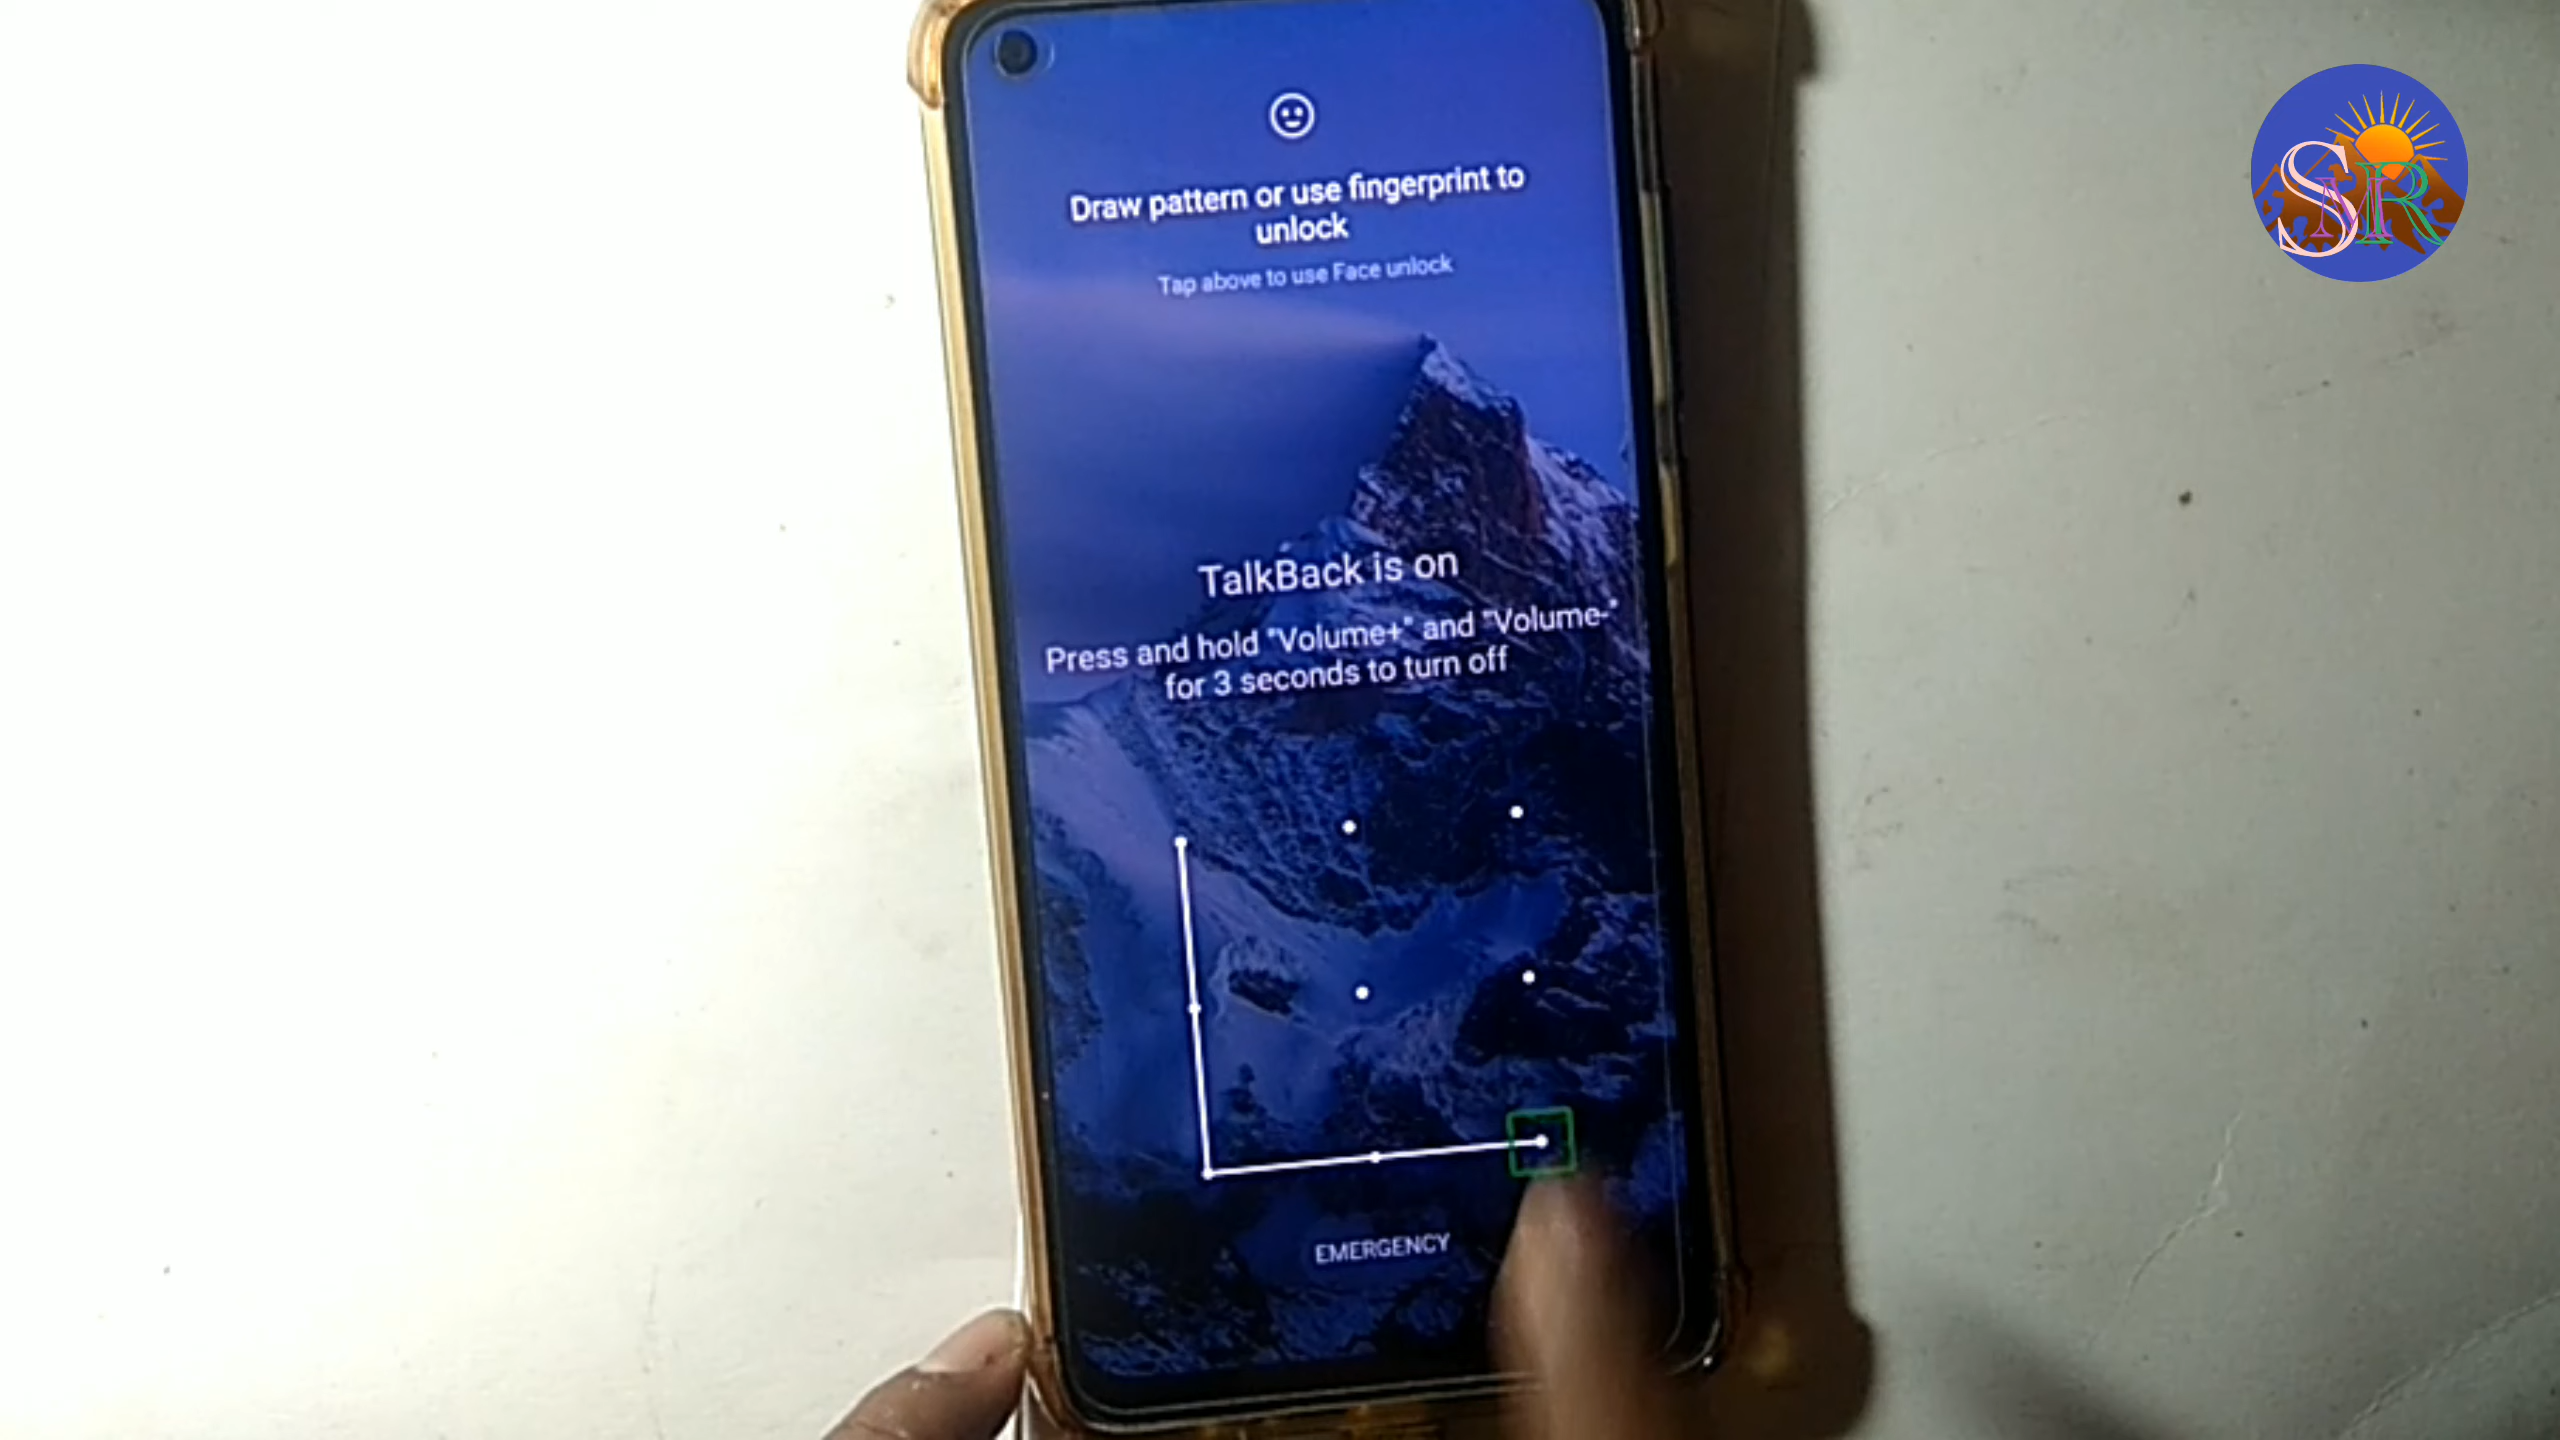 SMR
Draw pattern or use fingerprint to
unlock
Tap above to use Face unlock
TalkBack is on
Press and hold "Volume+" and "Volume-"
for 3 seconds to turn off
EMERGENCY